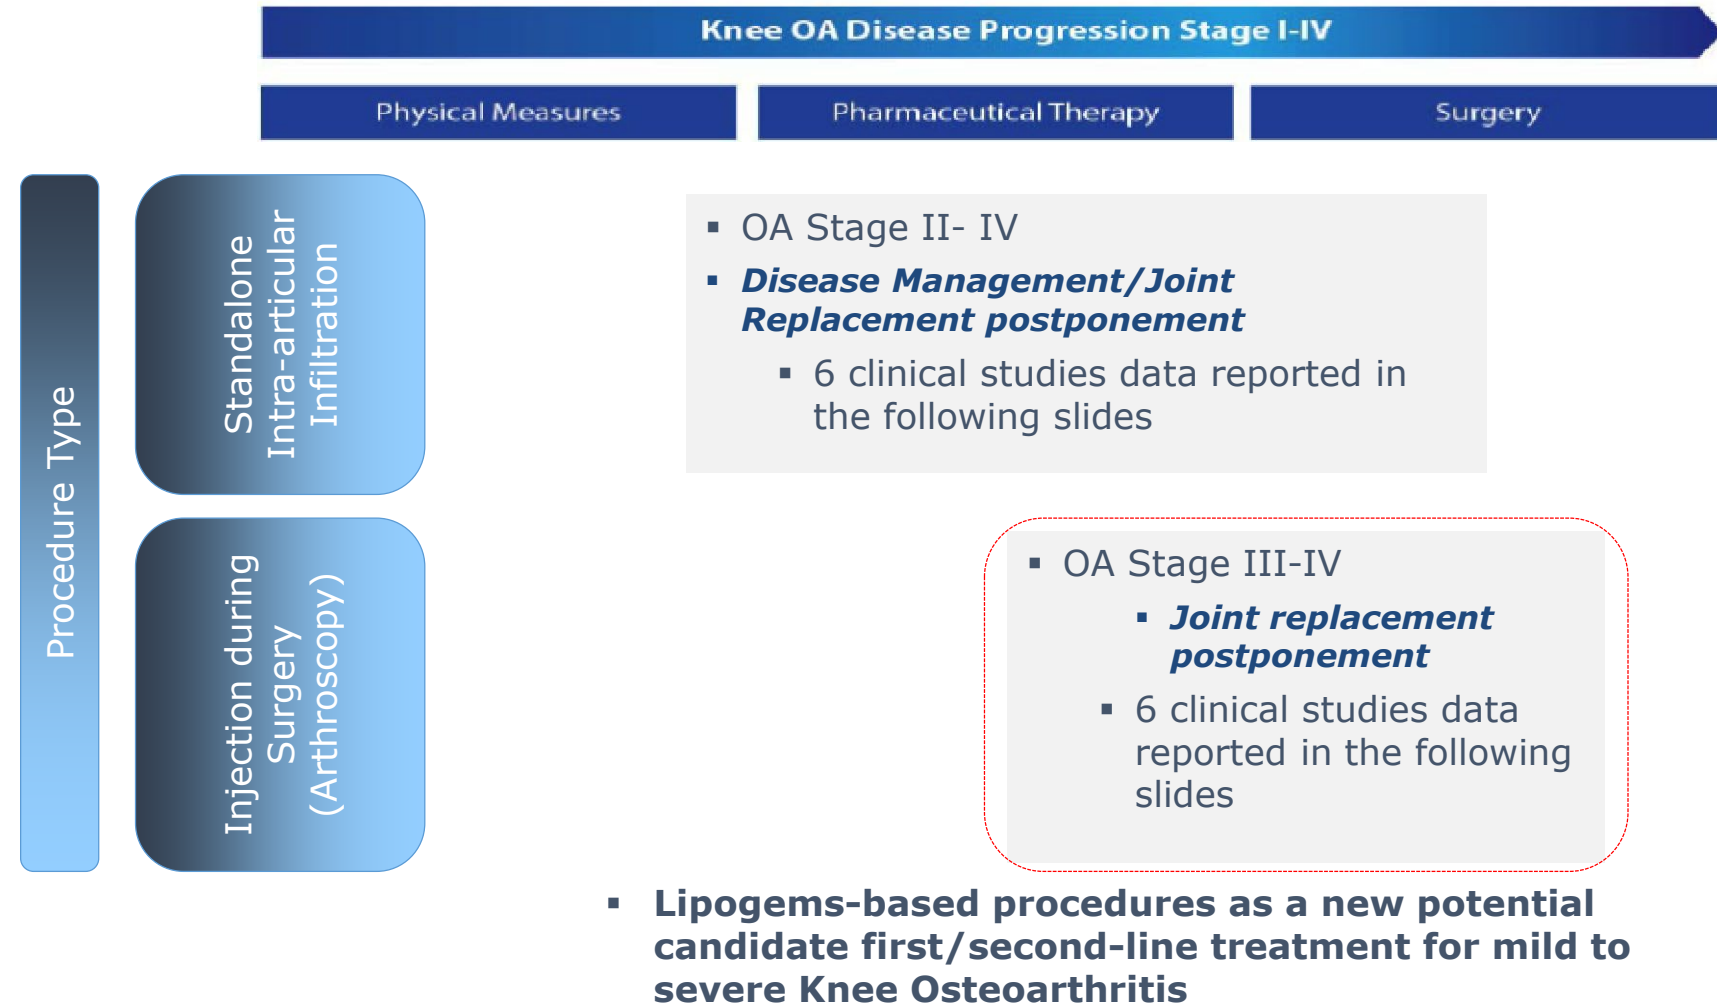 Knee OA Disease Progression Stage I-IV
Physical Measures
Pharmaceutical Therapy
Surgery
Procedure Type
Standalone
Intra-articular
Infiltration
▪ OA Stage II- IV
▪ Disease Management/Joint
Replacement postponement
▪ 6 clinical studies data reported in
the following slides
Injection during
Surgery
(Arthroscopy)
▪ OA Stage III-IV
▪ Joint replacement
postponement
▪ 6 clinical studies data
reported in the following
slides
▪ Lipogems-based procedures as a new potential
candidate first/second-line treatment for mild to
severe Knee Osteoarthritis